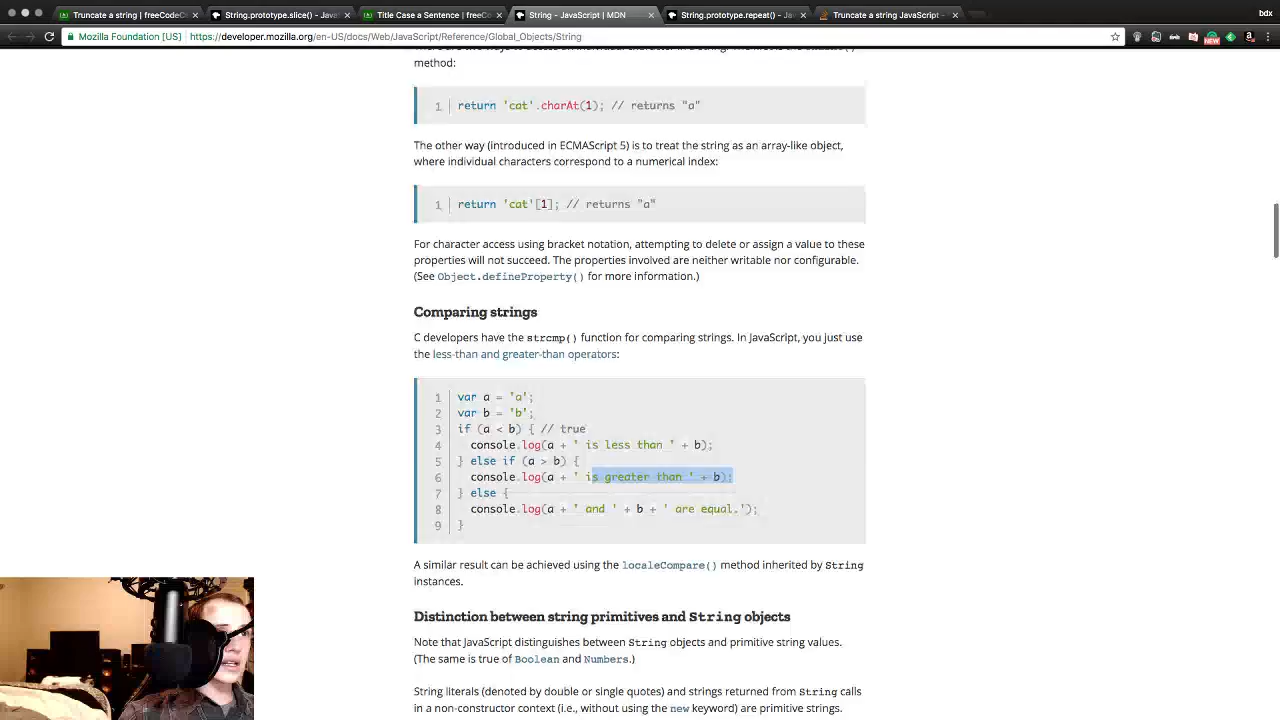 Truncate a string | freeCodeC
String.prototype.slice() - Javas
Title Case a Sentence | freeCo
String - JavaScript | MDN
String.prototype.repeat() - Jav
Truncate a string JavaScript -
bdx
Mozilla Foundation [US]
https://developer.mozilla.org/en-US/docs/Web/JavaScript/Reference/Global_Objects/String
NEW
method:
1 return 'cat'.charAt(1); // returns "a"
The other way (introduced in ECMAScript 5) is to treat the string as an array-like object,
where individual characters correspond to a numerical index:
1 return 'cat'[1]; // returns "a"
For character access using bracket notation, attempting to delete or assign a value to these
properties will not succeed. The properties involved are neither writable nor configurable.
(See Object.defineProperty() for more information.)
Comparing strings
C developers have the strcmp() function for comparing strings. In JavaScript, you just use
the less-than and greater-than operators:
1 var a = 'a';
2 var b = 'b';
3 if (a < b) { // true
4 console.log(a + ' is less than ' + b);
5 } else if (a > b) {
6 console.log(a + ' is greater than ' + b);
7 } else {
8 console.log(a + ' and ' + b + ' are equal.');
9 }
A similar result can be achieved using the localeCompare() method inherited by String
instances.
Distinction between string primitives and String objects
Note that JavaScript distinguishes between String objects and primitive string values.
(The same is true of Boolean and Numbers.)
String literals (denoted by double or single quotes) and strings returned from String calls
in a non-constructor context (i.e., without using the new keyword) are primitive strings.